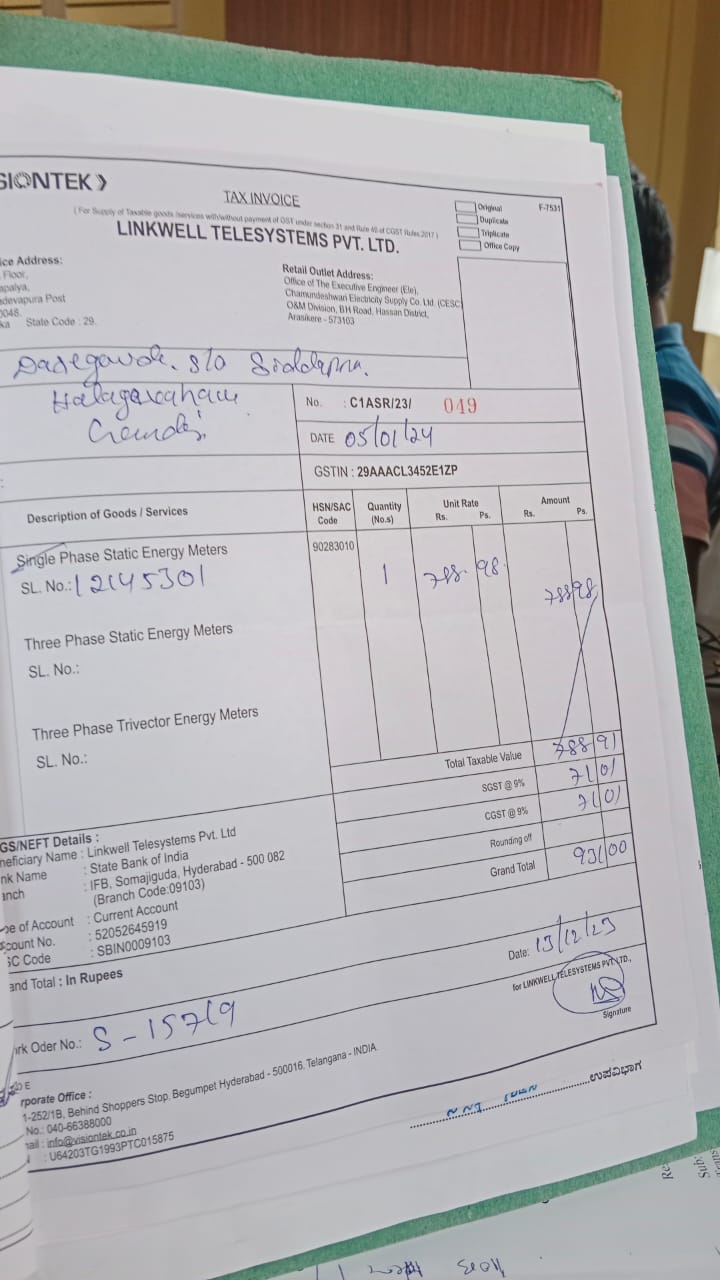 SIONTEK
TAX INVOICE
( For Supply of Taxable goods /services with/without payment of GST under section 31 and Rule 46 of CGST Rules 2017 )
LINKWELL TELESYSTEMS PVT. LTD.
Original
Duplicate
Triplicate
Office Copy
F-7531
ice Address:
Floor,
apalya,
adevapura Post
0048.
ka State Code : 29.
Retail Outlet Address:
Office of The Executive Engineer (Ele),
Chamundeshwari Electricity Supply Co. Ltd. (CESC)
O&M Division, BH Road, Hassan District,
Arasikere - 573103
S/o
No. : C1ASR/23/ 049
DATE 05/01/24
GSTIN : 29AAACL3452E1ZP
Description of Goods / Services HSN/SAC Code Quantity (No.s) Unit Rate Rs. Ps. Amount Rs. Ps.
Single Phase Static Energy Meters 90283010
SL. No.: 12145301 1 788 98 788 98
Three Phase Static Energy Meters
SL. No.:
Three Phase Trivector Energy Meters
SL. No.:
Total Taxable Value 788 91
SGST @ 9% 71 01
CGST @ 9% 71 01
Rounding off
Grand Total 931 00
GS/NEFT Details :
neficiary Name : Linkwell Telesystems Pvt. Ltd
nk Name : State Bank of India
anch : IFB, Somajiguda, Hyderabad - 500 082
(Branch Code:09103)
pe of Account : Current Account
count No. : 52052645919
SC Code : SBIN0009103
and Total : In Rupees
Date: 13/12/23
for LINKWELL TELESYSTEMS PVT. LTD.,
Signature
rk Oder No.: S-15719
rporate Office :
1-252/1B, Behind Shoppers Stop, Begumpet Hyderabad - 500016, Telangana - INDIA
No.: 040-66388000
ail : info@visiontek.co.in
: U64203TG1993PTC015875
ಉಪವಿಭಾಗ